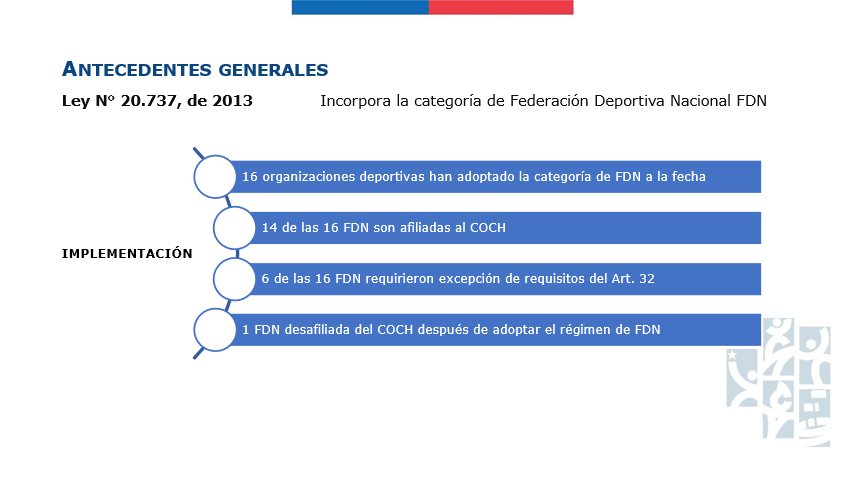 ANTECEDENTES GENERALES
Ley N° 20.737, de 2013 Incorpora la categoría de Federación Deportiva Nacional FDN
16 organizaciones deportivas han adoptado la categoría de FDN a la fecha
14 de las 16 FDN son afiliadas al COCH
IMPLEMENTACIÓN
6 de las 16 FDN requirieron excepción de requisitos del Art. 32
1 FDN desafiliada del COCH después de adoptar el régimen de FDN